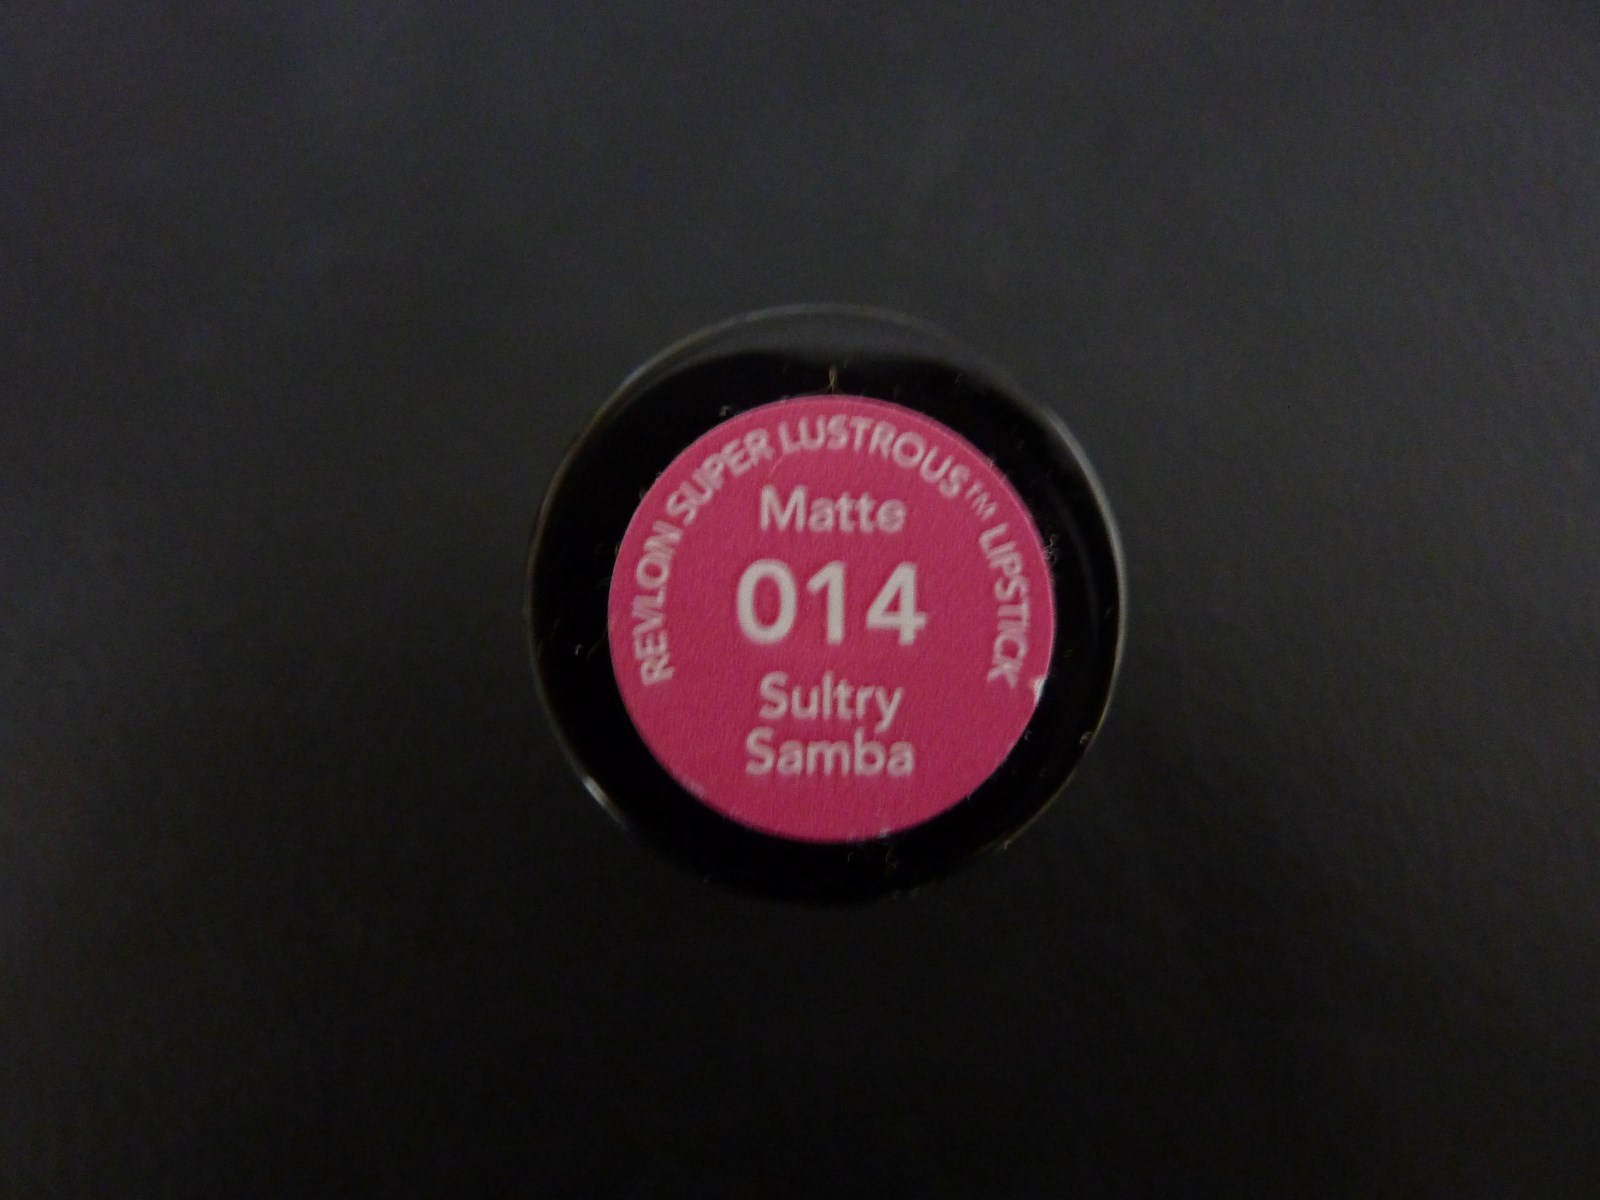 REVLON SUPER LUSTROUS™ LIPSTICK
Matte
014
Sultry
Samba